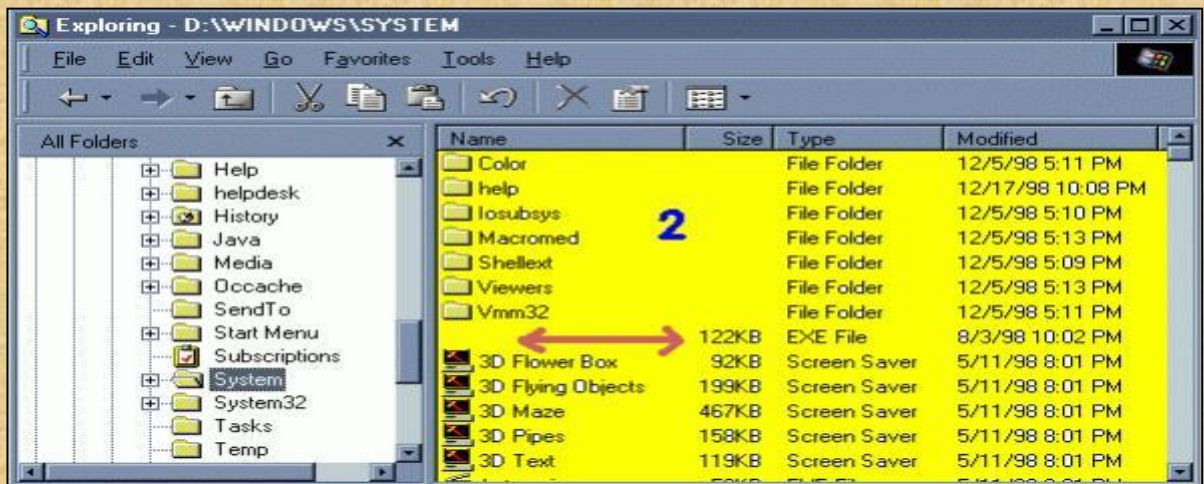 Exploring - D:\WINDOWS\SYSTEM
File Edit View Go Favorites Tools Help
All Folders
Help
helpdesk
History
Java
Media
Occache
SendTo
Start Menu
Subscriptions
System
System32
Tasks
Temp
Name Size Type Modified
Color File Folder 12/5/98 5:11 PM
help File Folder 12/17/98 10:08 PM
Iosubsys File Folder 12/5/98 5:10 PM
2
Macromed File Folder 12/5/98 5:13 PM
Shellext File Folder 12/5/98 5:09 PM
Viewers File Folder 12/5/98 5:13 PM
Vmm32 File Folder 12/5/98 5:11 PM
122KB EXE File 8/3/98 10:02 PM
3D Flower Box 92KB Screen Saver 5/11/98 8:01 PM
3D Flying Objects 199KB Screen Saver 5/11/98 8:01 PM
3D Maze 467KB Screen Saver 5/11/98 8:01 PM
3D Pipes 158KB Screen Saver 5/11/98 8:01 PM
3D Text 119KB Screen Saver 5/11/98 8:01 PM